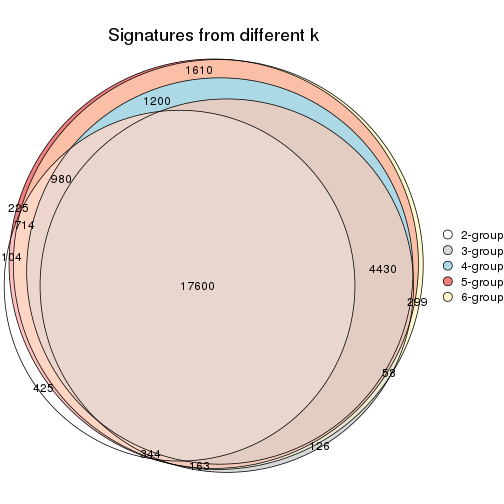 Signatures from different k
1610
1200
980
225
714
104
17600
4430
299
58
425
126
344
163
2-group
3-group
4-group
5-group
6-group